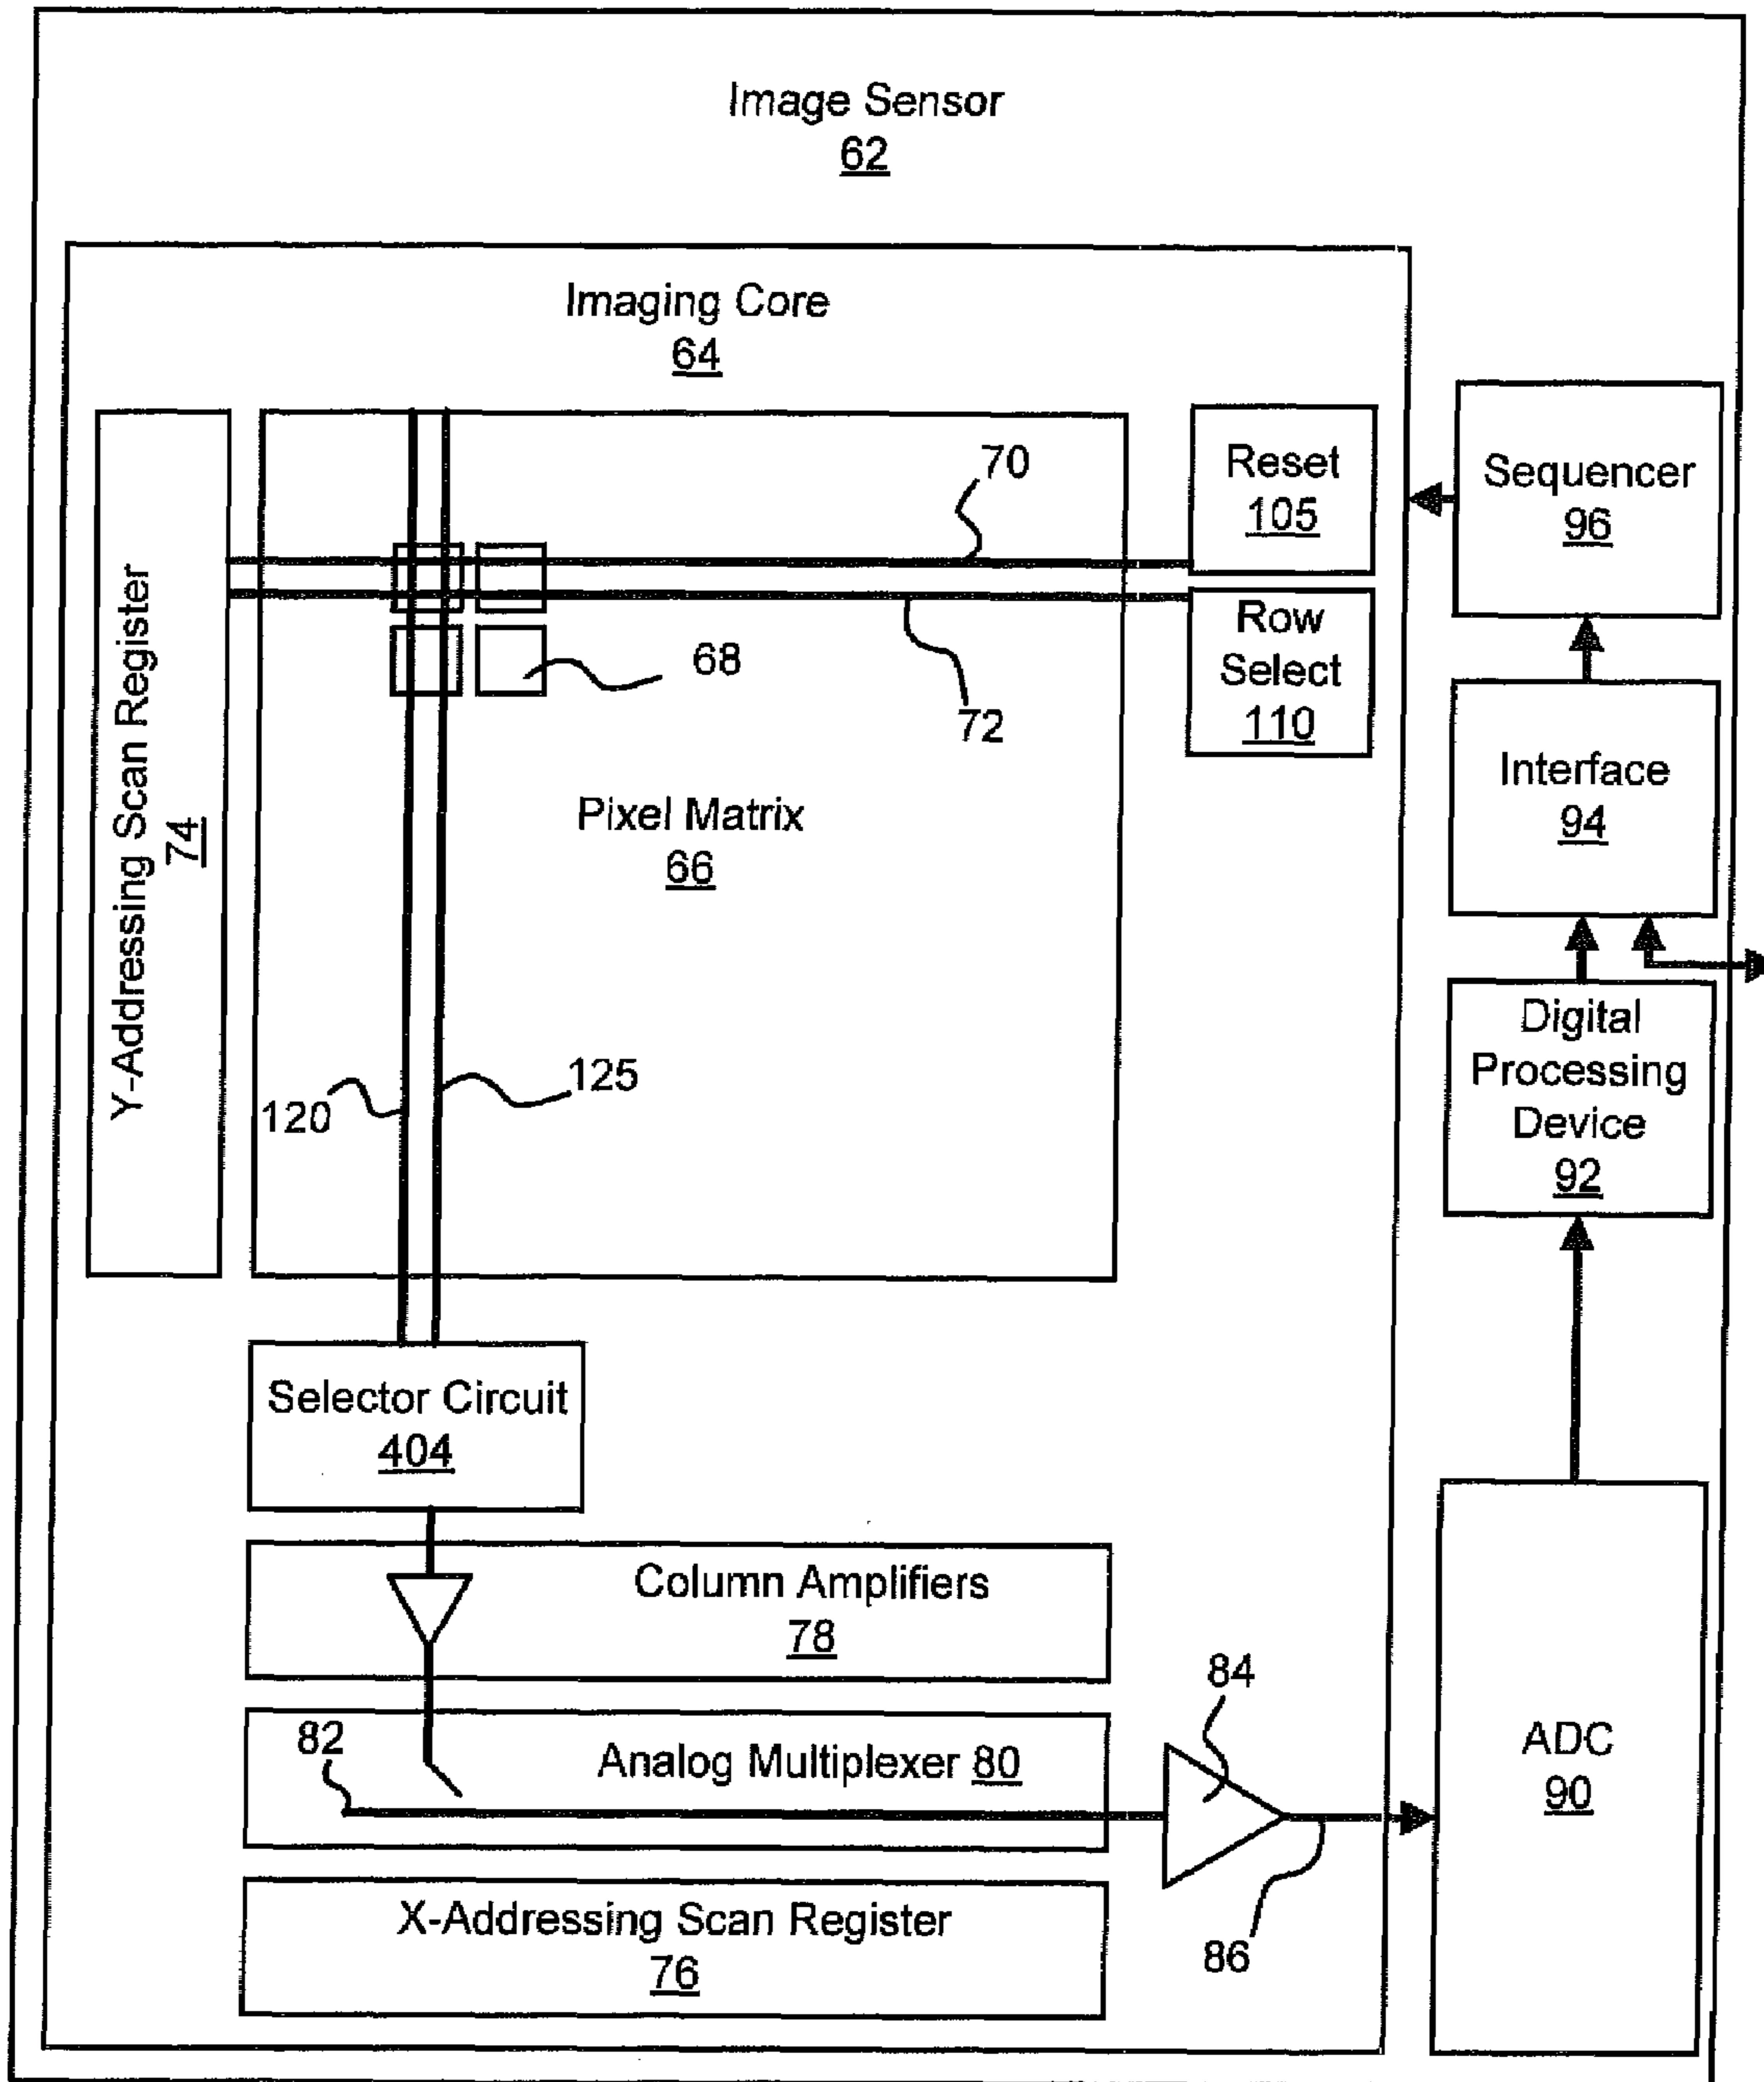 Image Sensor
62
Imaging Core
64
Y-Addressing Scan Register
74
70
Reset
105
Sequencer
96
68
72
Row
Select
110
Pixel Matrix
66
Interface
94
120
125
Digital
Processing
Device
92
Selector Circuit
404
Column Amplifiers
78
82
Analog Multiplexer 80
84
86
ADC
90
X-Addressing Scan Register
76